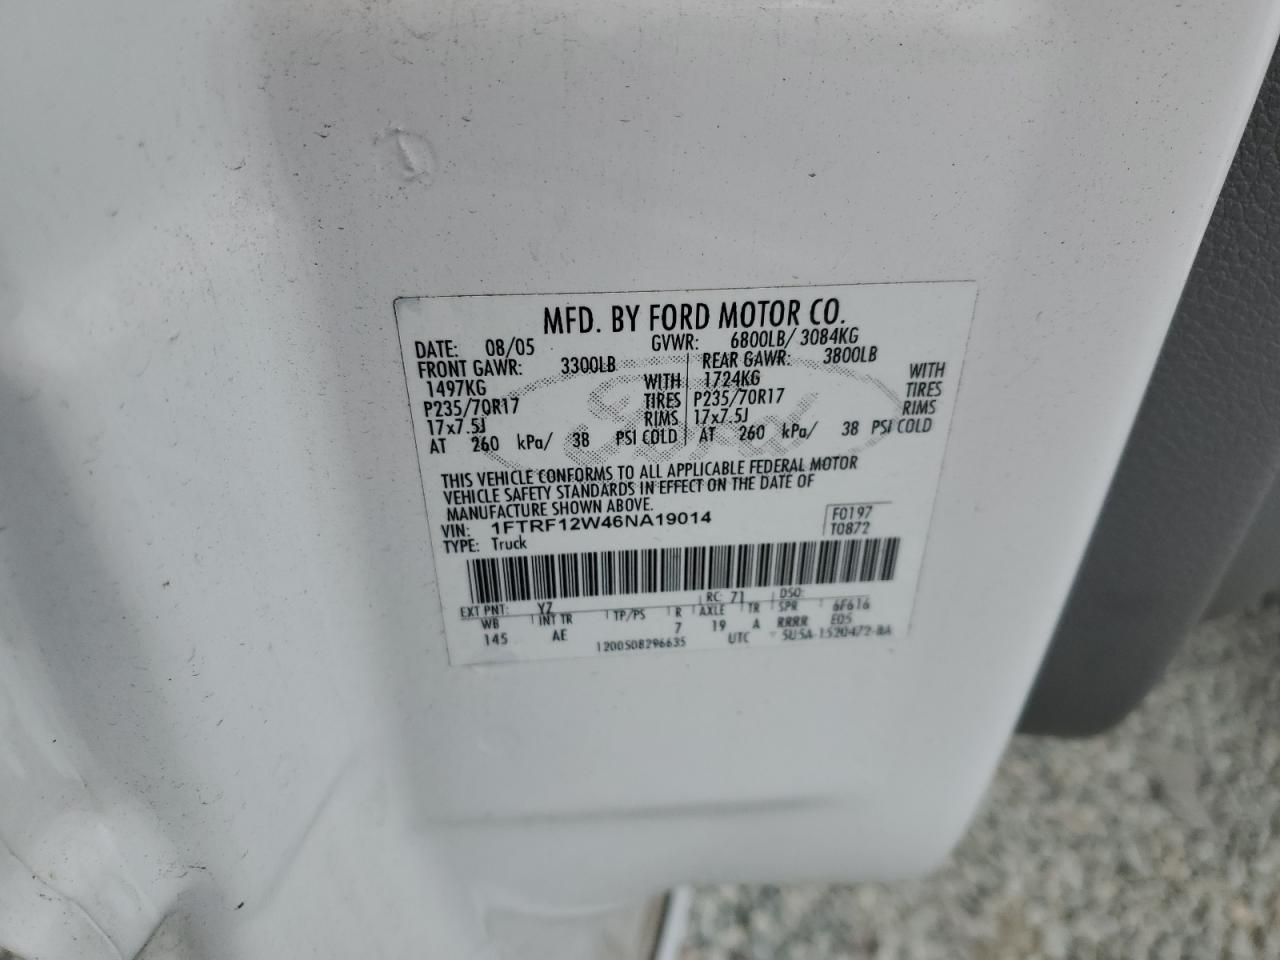 MFD. BY FORD MOTOR CO.
DATE: 08/05 GVWR: 6800LB/ 3084KG
FRONT GAWR: 3300LB REAR GAWR: 3800LB
1497KG WITH 1724KG WITH
P235/70R17 TIRES P235/70R17 TIRES
17x7.5J RIMS 17x7.5J RIMS
AT 260 kPa/ 38 PSI COLD AT 260 kPa/ 38 PSI COLD
Ford
THIS VEHICLE CONFORMS TO ALL APPLICABLE FEDERAL MOTOR
VEHICLE SAFETY STANDARDS IN EFFECT ON THE DATE OF
MANUFACTURE SHOWN ABOVE.
VIN: 1FTRF12W46NA19014 F0197
TYPE: Truck T0872
EXT PNT: YZ RC: 71 DSO:
WB INT TR TP/PS R AXLE TR SPR 6F616
145 AE 7 19 A RRRR E05
1200508296635 UTC 5U5A-1520472-BA